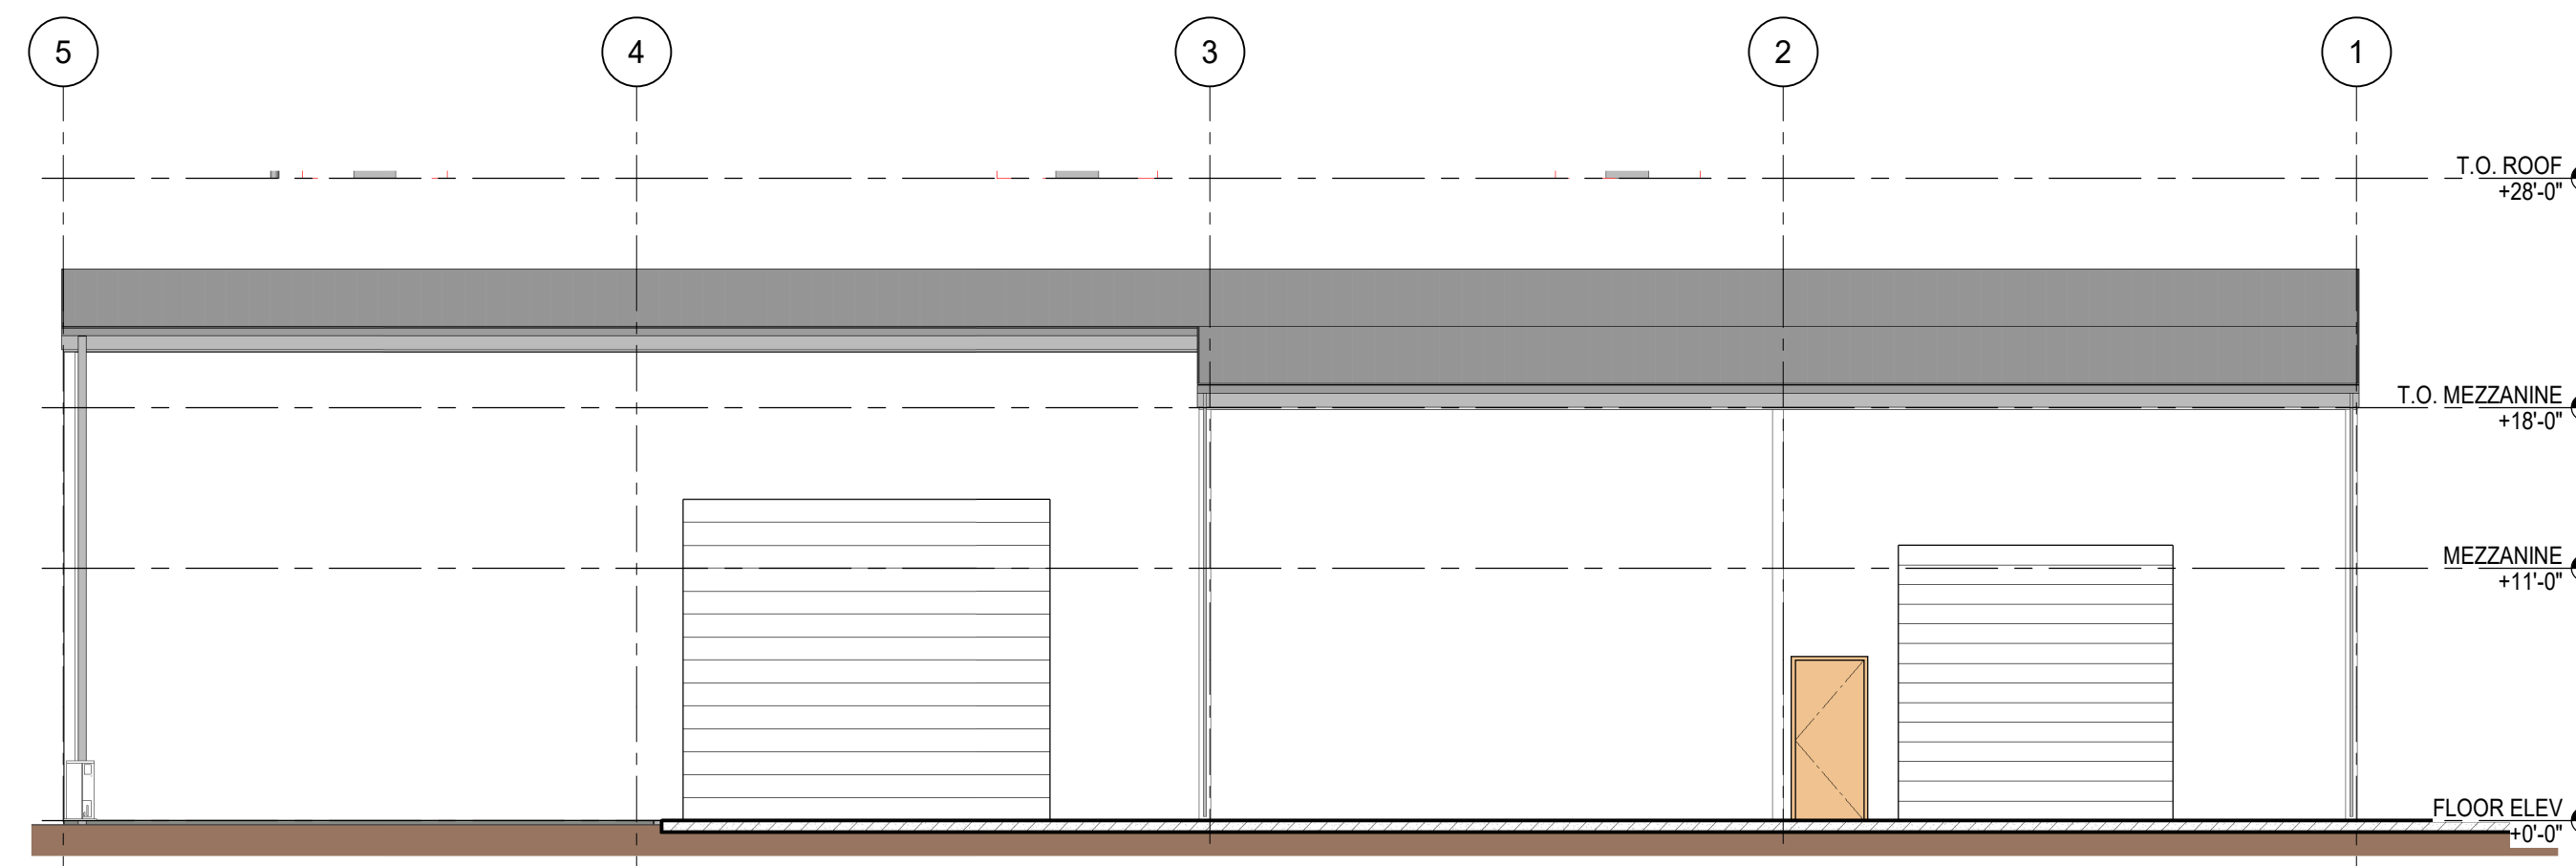 5 4 3 2 1
T.O. ROOF
+28'-0"
T.O. MEZZANINE
+18'-0"
MEZZANINE
+11'-0"
FLOOR ELEV
+0'-0"